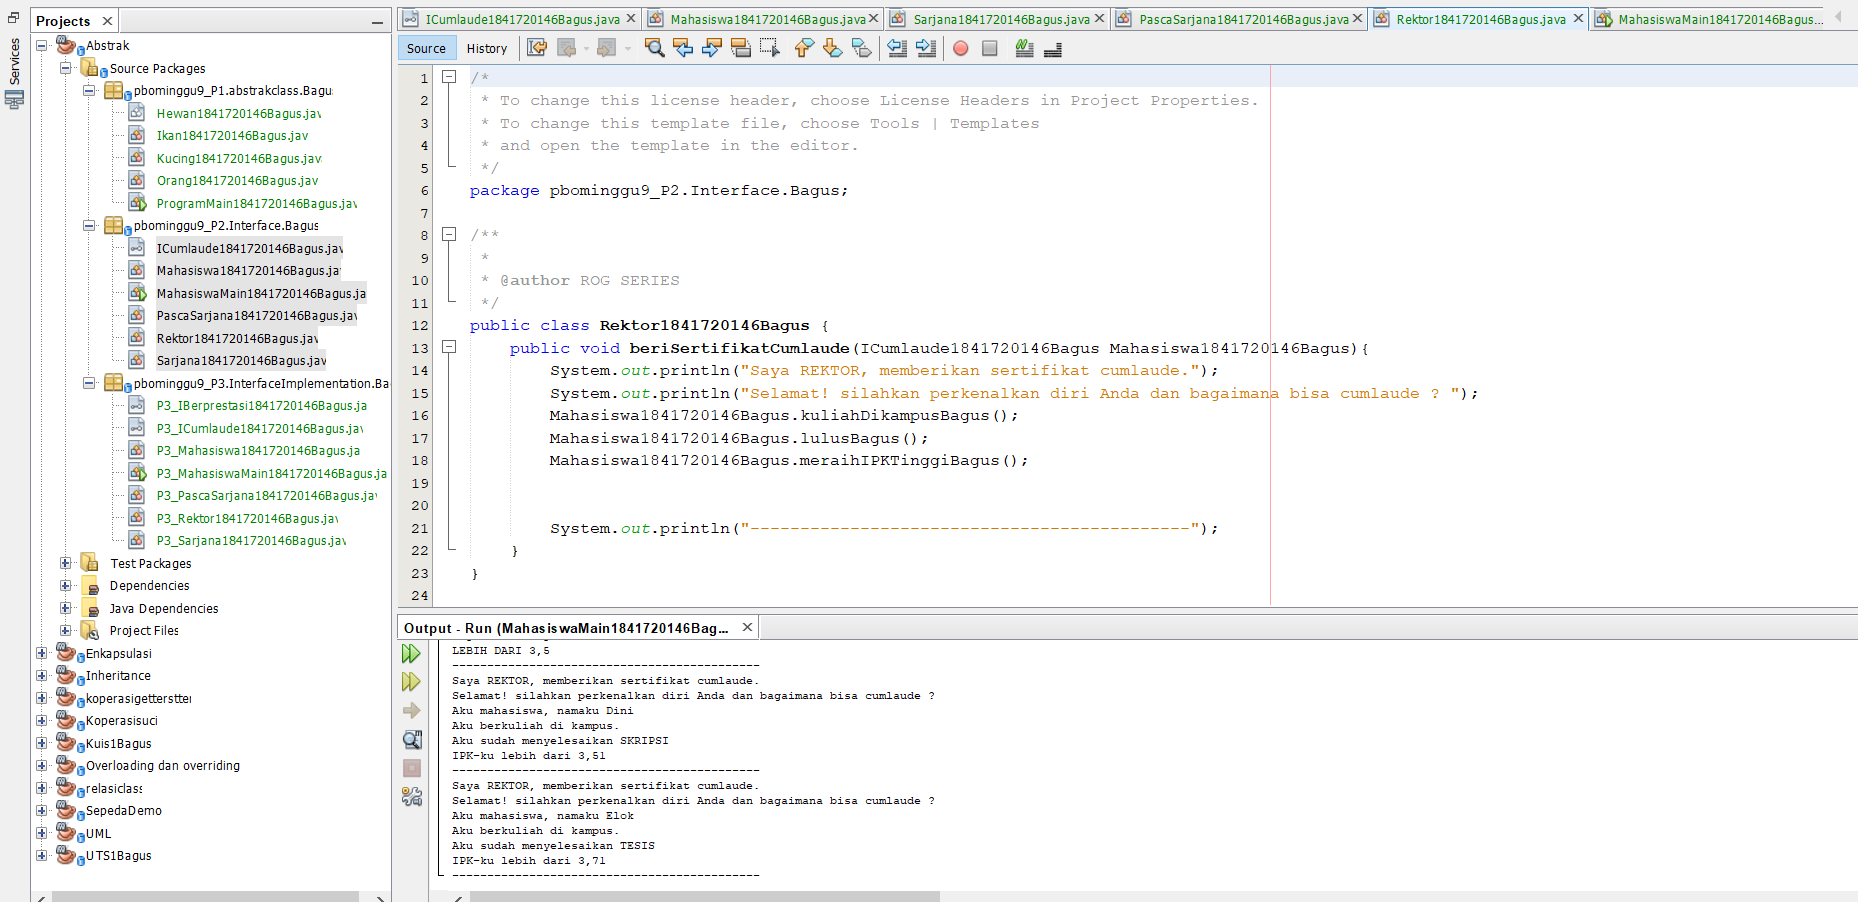 Services
Projects
Abstrak
Source Packages
pbominggu9_P1.abstrakclass.Bagu
Hewan1841720146Bagus.jav
Ikan1841720146Bagus.jav
Kucing1841720146Bagus.jav
Orang1841720146Bagus.jav
ProgramMain1841720146Bagus.jav
pbominggu9_P2.Interface.Bagus
ICumlaude1841720146Bagus.jav
Mahasiswa1841720146Bagus.ja
MahasiswaMain1841720146Bagus.ja
PascaSarjana1841720146Bagus.jav
Rektor1841720146Bagus.jav
Sarjana1841720146Bagus.jav
pbominggu9_P3.InterfaceImplementation.Ba
P3_IBerprestasi1841720146Bagus.ja
P3_ICumlaude1841720146Bagus.jav
P3_Mahasiswa1841720146Bagus.ja
P3_MahasiswaMain1841720146Bagus.ja
P3_PascaSarjana1841720146Bagus.jav
P3_Rektor1841720146Bagus.jav
P3_Sarjana1841720146Bagus.jav
Test Packages
Dependencies
Java Dependencies
Project Files
Enkapsulasi
Inheritance
koperasigetterstter
Koperasisuci
Kuis1Bagus
Overloading dan overriding
relasiclass
SepedaDemo
UML
UTS1Bagus
ICumlaude1841720146Bagus.java Mahasiswa1841720146Bagus.java Sarjana1841720146Bagus.java PascaSarjana1841720146Bagus.java Rektor1841720146Bagus.java MahasiswaMain1841720146Bagus...
Source History
1 /*
2 * To change this license header, choose License Headers in Project Properties.
3 * To change this template file, choose Tools | Templates
4 * and open the template in the editor.
5 */
6 package pbominggu9_P2.Interface.Bagus;
7
8 /**
9 *
10 * @author ROG SERIES
11 */
12 public class Rektor1841720146Bagus {
13 public void beriSertifikatCumlaude(ICumlaude1841720146Bagus Mahasiswa1841720146Bagus){
14 System.out.println("Saya REKTOR, memberikan sertifikat cumlaude.");
15 System.out.println("Selamat! silahkan perkenalkan diri Anda dan bagaimana bisa cumlaude ? ");
16 Mahasiswa1841720146Bagus.kuliahDikampusBagus();
17 Mahasiswa1841720146Bagus.lulusBagus();
18 Mahasiswa1841720146Bagus.meraihIPKTinggiBagus();
19
20
21 System.out.println("--------------------------------------------");
22 }
23 }
24
Output - Run (MahasiswaMain1841720146Bag...
LEBIH DARI 3,5
--------------------------------------------
Saya REKTOR, memberikan sertifikat cumlaude.
Selamat! silahkan perkenalkan diri Anda dan bagaimana bisa cumlaude ?
Aku mahasiswa, namaku Dini
Aku berkuliah di kampus.
Aku sudah menyelesaikan SKRIPSI
IPK-ku lebih dari 3,51
--------------------------------------------
Saya REKTOR, memberikan sertifikat cumlaude.
Selamat! silahkan perkenalkan diri Anda dan bagaimana bisa cumlaude ?
Aku mahasiswa, namaku Elok
Aku berkuliah di kampus.
Aku sudah menyelesaikan TESIS
IPK-ku lebih dari 3,71
--------------------------------------------